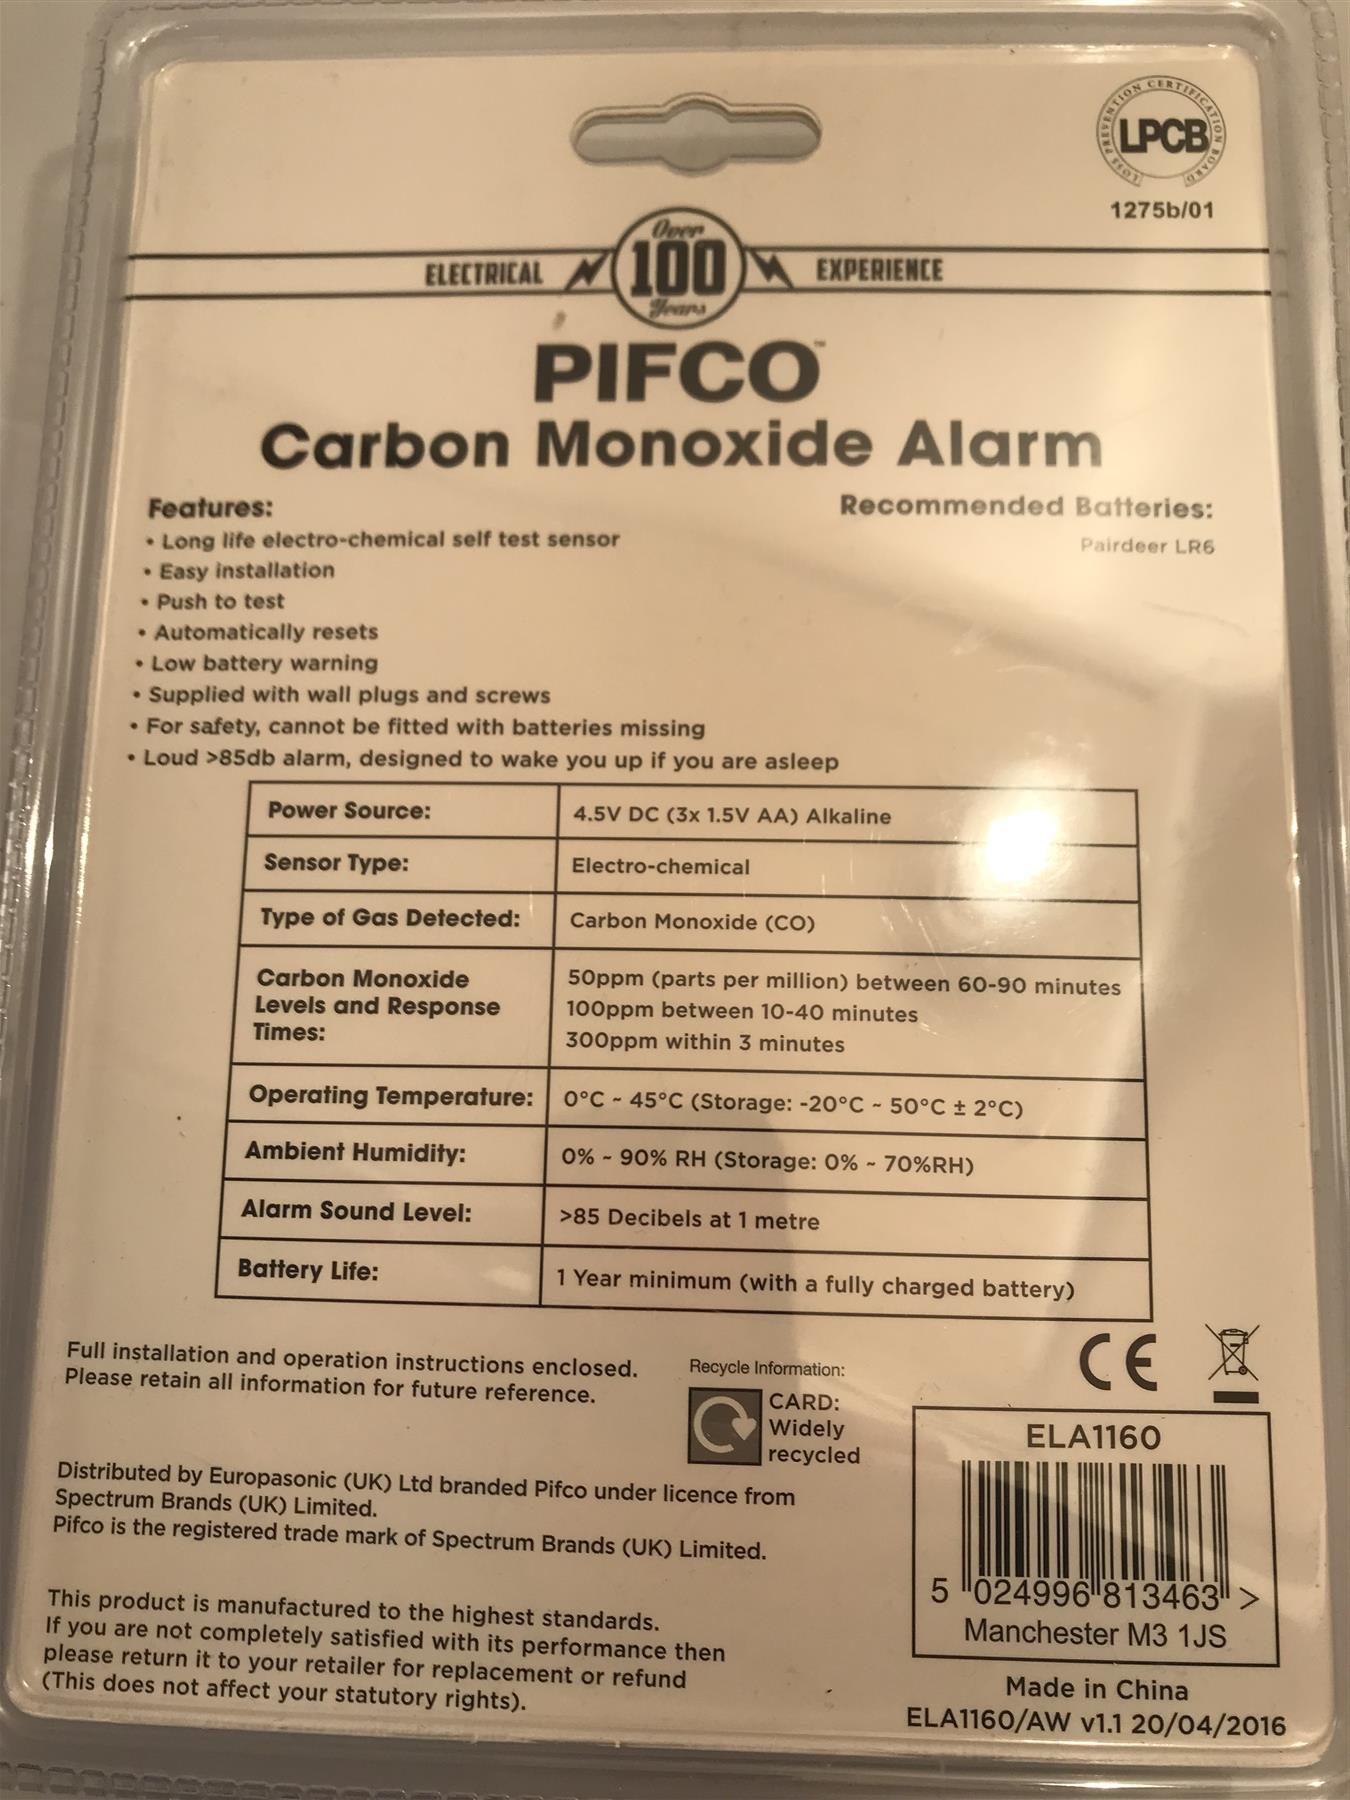 LOSS PREVENTION CERTIFICATION BOARD
LPCB
1275b/01
Over
ELECTRICAL 100 EXPERIENCE
Years
PIFCO™
Carbon Monoxide Alarm
Features:
• Long life electro-chemical self test sensor
• Easy installation
• Push to test
• Automatically resets
• Low battery warning
• Supplied with wall plugs and screws
• For safety, cannot be fitted with batteries missing
• Loud >85db alarm, designed to wake you up if you are asleep
Recommended Batteries:
Pairdeer LR6
Power Source: 4.5V DC (3x 1.5V AA) Alkaline
Sensor Type: Electro-chemical
Type of Gas Detected: Carbon Monoxide (CO)
Carbon Monoxide
Levels and Response
Times:
50ppm (parts per million) between 60-90 minutes
100ppm between 10-40 minutes
300ppm within 3 minutes
Operating Temperature: 0°C ~ 45°C (Storage: -20°C ~ 50°C ± 2°C)
Ambient Humidity: 0% ~ 90% RH (Storage: 0% ~ 70%RH)
Alarm Sound Level: >85 Decibels at 1 metre
Battery Life: 1 Year minimum (with a fully charged battery)
Full installation and operation instructions enclosed.
Please retain all information for future reference.
Recycle Information:
CARD:
Widely
recycled
CE
Distributed by Europasonic (UK) Ltd branded Pifco under licence from
Spectrum Brands (UK) Limited.
Pifco is the registered trade mark of Spectrum Brands (UK) Limited.
This product is manufactured to the highest standards.
If you are not completely satisfied with its performance then
please return it to your retailer for replacement or refund
(This does not affect your statutory rights).
ELA1160
5 024996 813463 >
Manchester M3 1JS
Made in China
ELA1160/AW v1.1 20/04/2016